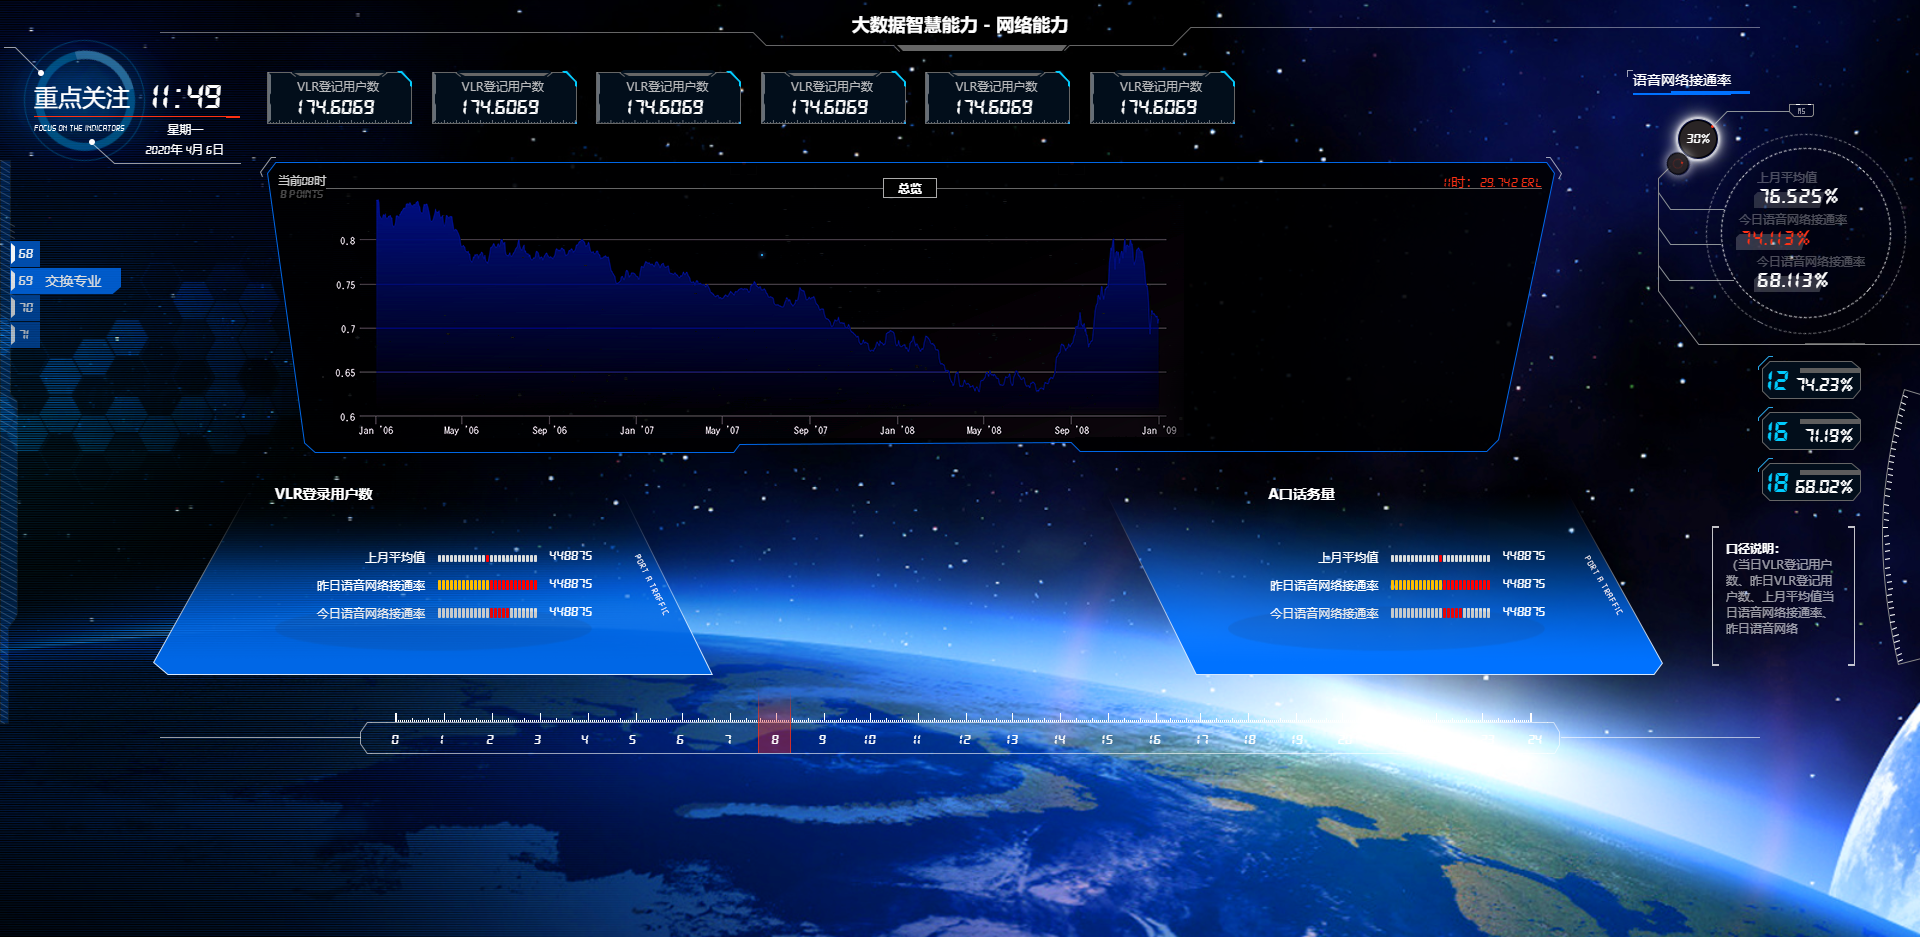 大数据智慧能力 - 网络能力
重点关注
FOCUS ON THE INDICATORS
11:49
星期一
2020年 4月 6日
VLR登记用户数
174.6069
VLR登记用户数
174.6069
VLR登记用户数
174.6069
VLR登记用户数
174.6069
VLR登记用户数
174.6069
VLR登记用户数
174.6069
语音网络接通率
30%
上月平均值
76.525%
今日语音网络接通率
74.113%
今日语音网络接通率
68.113%
68
69 交换专业
70
71
当前08时
8 POINTS
总览
11时：29.742 ERL
0.8
0.75
0.7
0.65
0.6
Jan '06
May '06
Sep '06
Jan '07
May '07
Sep '07
Jan '08
May '08
Sep '08
Jan '09
12 74.23%
16 71.19%
18 68.02%
VLR登录用户数
上月平均值 448875
昨日语音网络接通率 448875
今日语音网络接通率 448875
PORT A TRAFFIC
A口话务量
上月平均值 448875
昨日语音网络接通率 448875
今日语音网络接通率 448875
PORT A TRAFFIC
口径说明：
（当日VLR登记用户
数、昨日VLR登记用
户数、上月平均值当
日语音网络接通率、
昨日语音网络
0 1 2 3 4 5 6 7 8 9 10 11 12 13 14 15 16 17 18 19 24